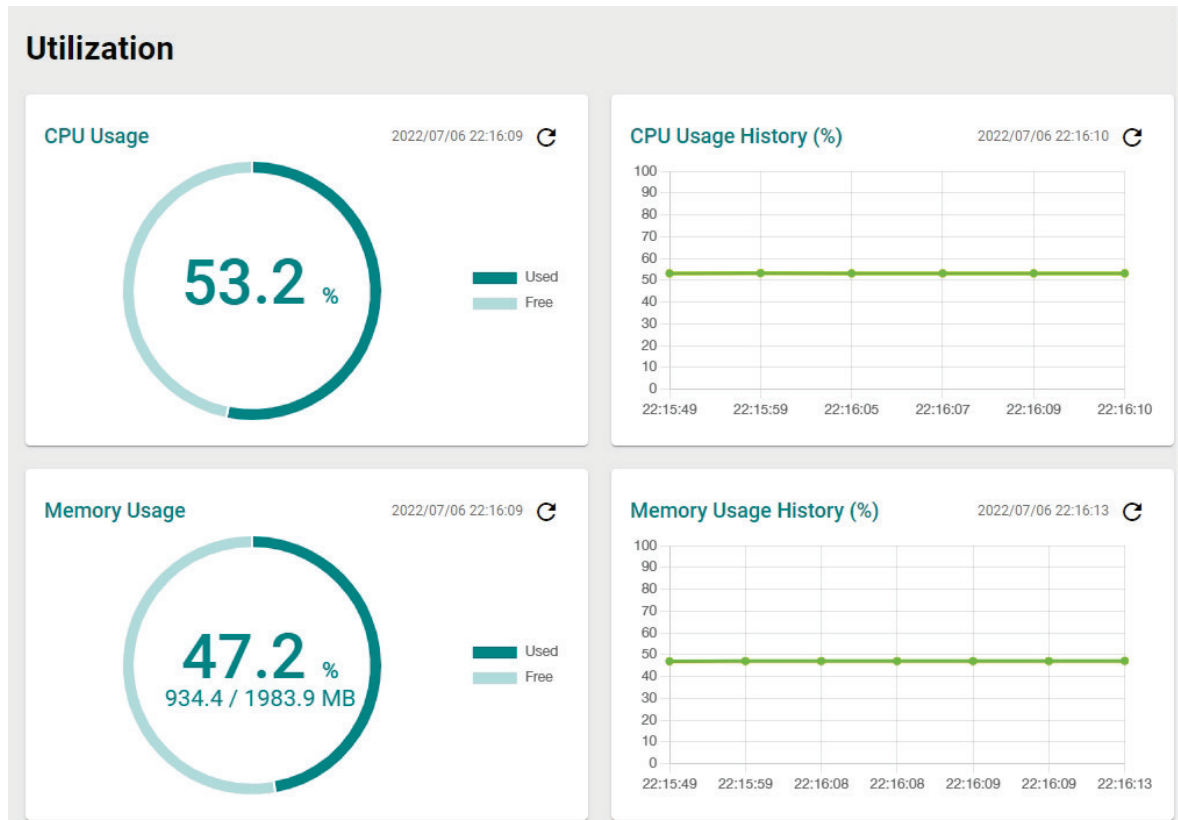 Utilization
CPU Usage
2022/07/06 22:16:09
53.2 %
Used
Free
CPU Usage History (%)
2022/07/06 22:16:10
100
90
80
70
60
50
40
30
20
10
0
22:15:49 22:15:59 22:16:05 22:16:07 22:16:09 22:16:10
Memory Usage
2022/07/06 22:16:09
47.2 %
934.4 / 1983.9 MB
Used
Free
Memory Usage History (%)
2022/07/06 22:16:13
100
90
80
70
60
50
40
30
20
10
0
22:15:49 22:15:59 22:16:08 22:16:08 22:16:09 22:16:09 22:16:13